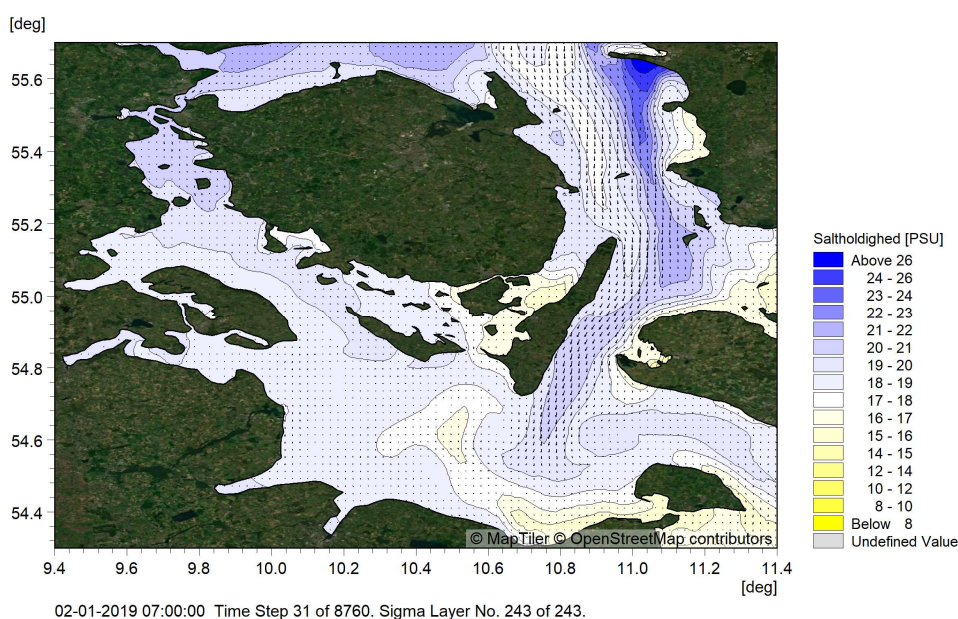 [deg]
55.6
55.4
55.2
55.0
54.8
54.6
54.4
9.4 9.6 9.8 10.0 10.2 10.4 10.6 10.8 11.0 11.2 11.4
[deg]
© MapTiler © OpenStreetMap contributors
Saltholdighed [PSU]
Above 26
24 - 26
23 - 24
22 - 23
21 - 22
20 - 21
19 - 20
18 - 19
17 - 18
16 - 17
15 - 16
14 - 15
12 - 14
10 - 12
8 - 10
Below 8
Undefined Value
02-01-2019 07:00:00 Time Step 31 of 8760. Sigma Layer No. 243 of 243.